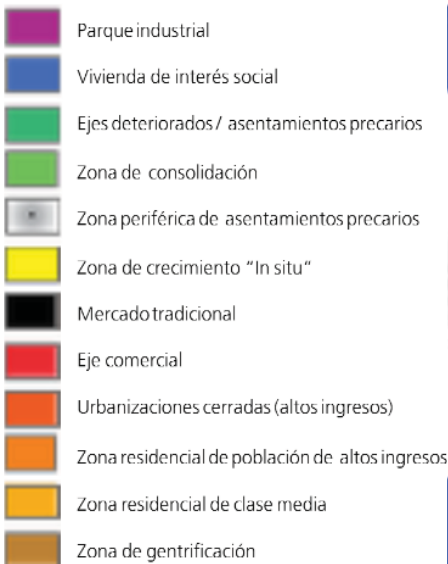 Parque industrial
Vivienda de interés social
Ejes deteriorados / asentamientos precarios
Zona de consolidación
Zona periférica de asentamientos precarios
Zona de crecimiento "In situ"
Mercado tradicional
Eje comercial
Urbanizaciones cerradas (altos ingresos)
Zona residencial de población de altos ingresos
Zona residencial de clase media
Zona de gentrificación